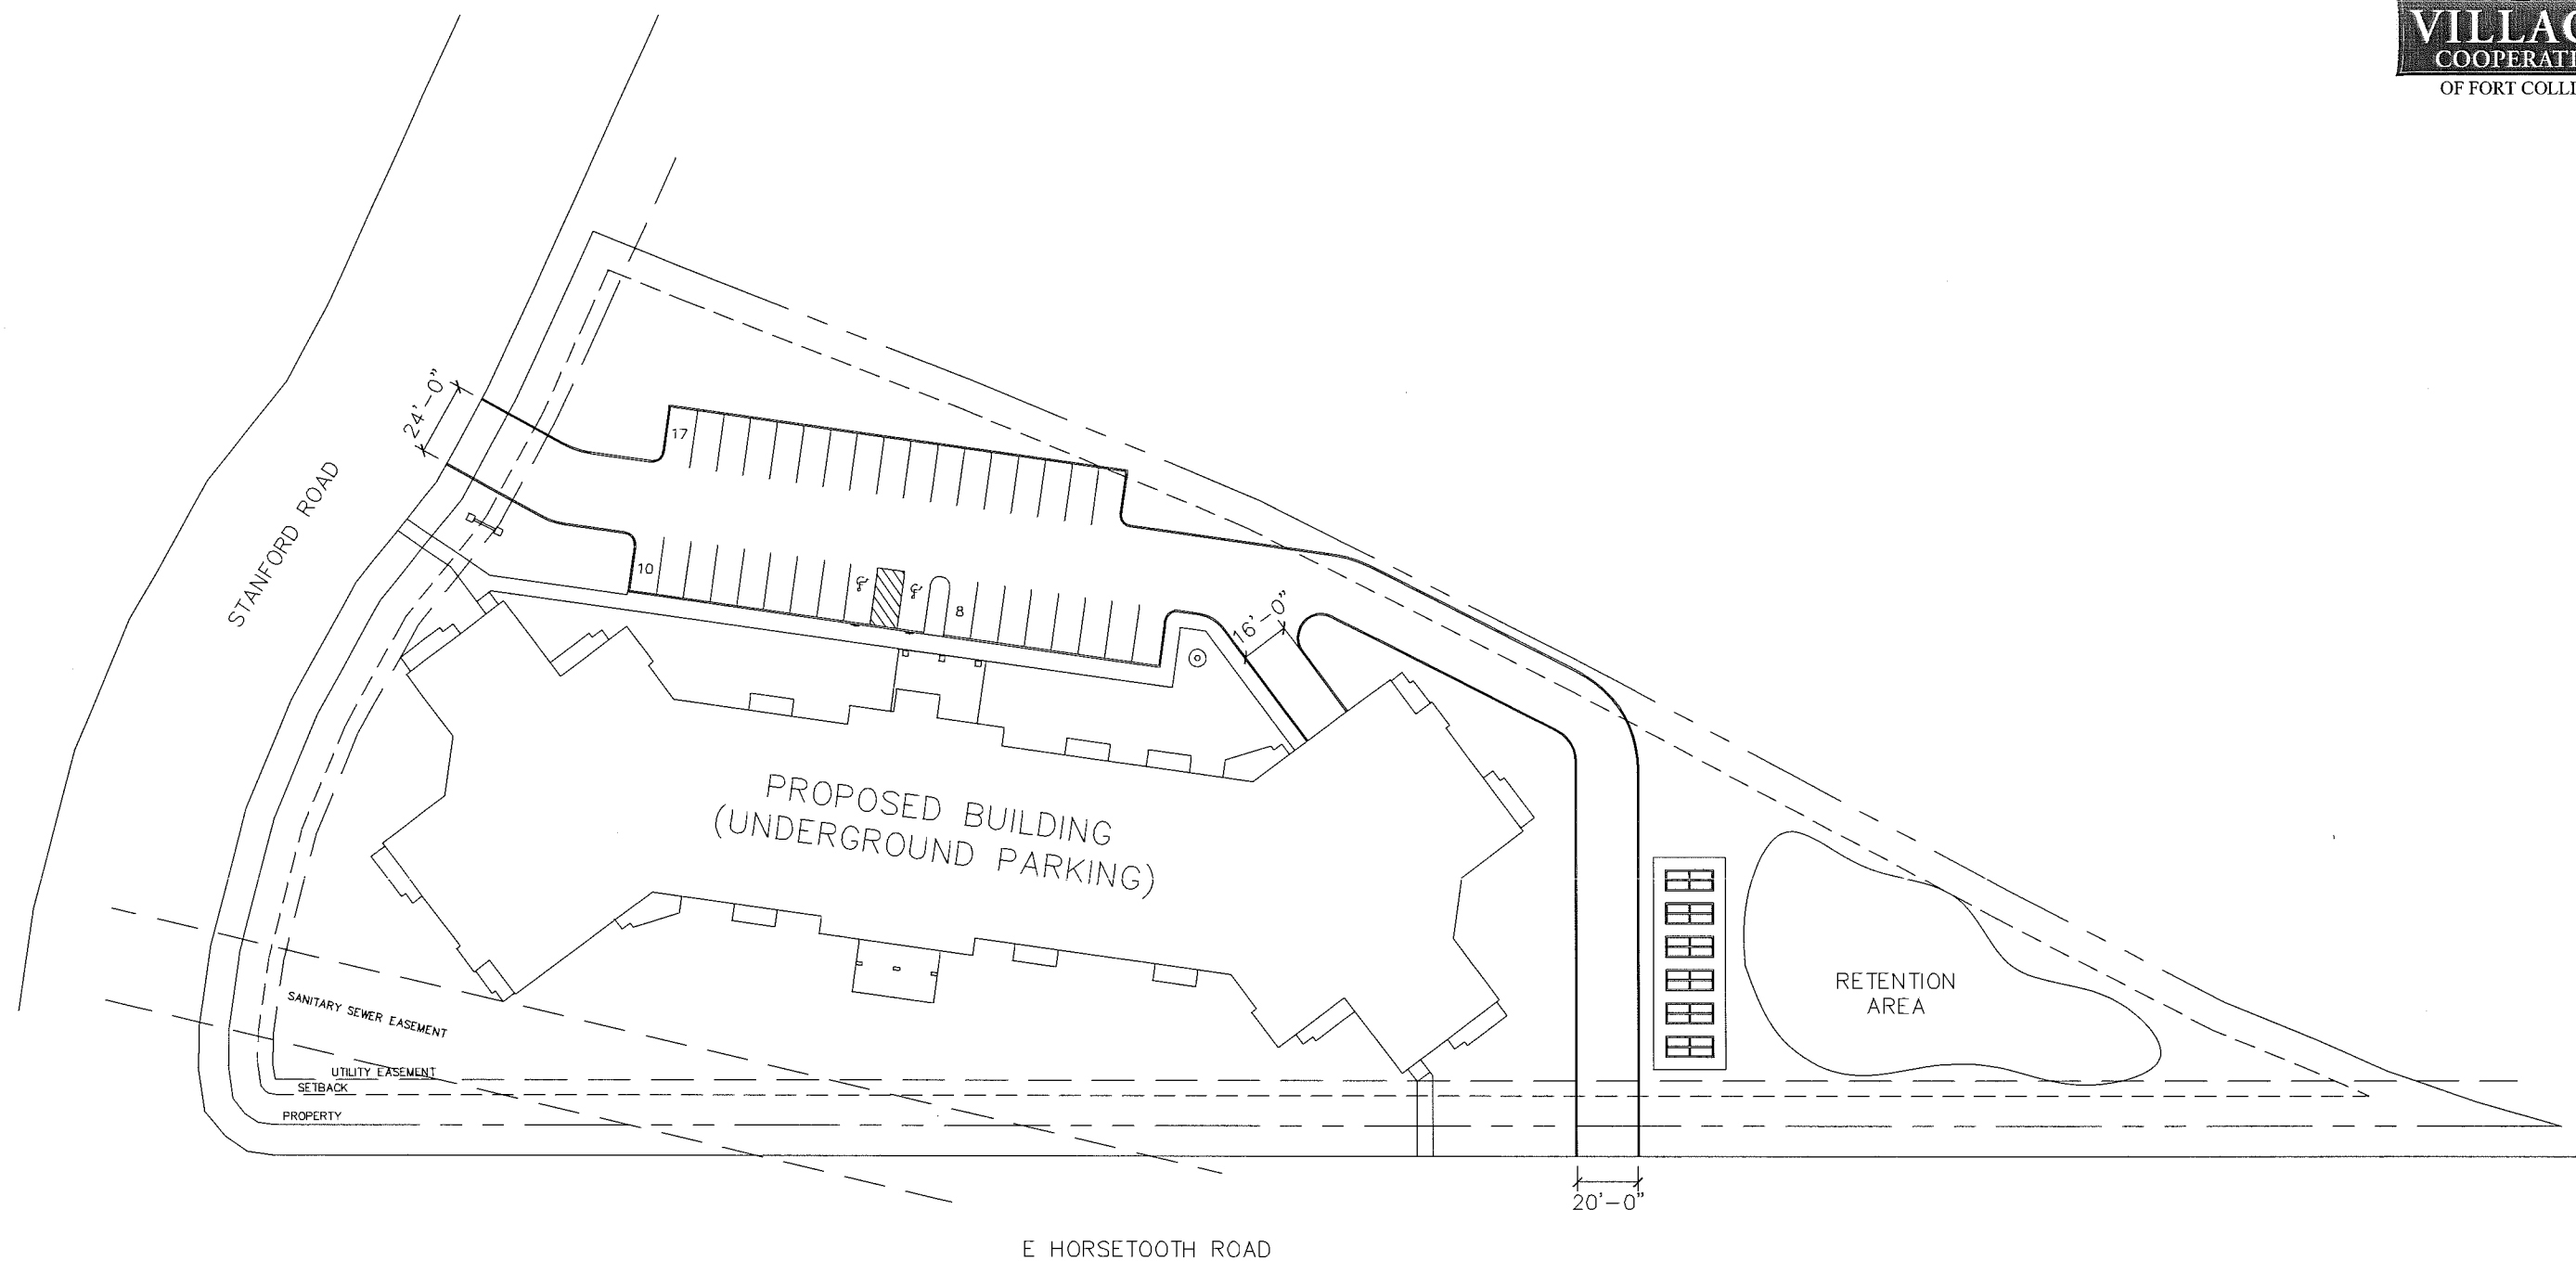 VILLAG
COOPERATI
OF FORT COLLI
24'-0"
17
STANFORD ROAD
10
8
16'-0"
PROPOSED BUILDING
(UNDERGROUND PARKING)
RETENTION
AREA
SANITARY SEWER EASEMENT
UTILITY EASEMENT
SETBACK
PROPERTY
20'-0"
E HORSETOOTH ROAD